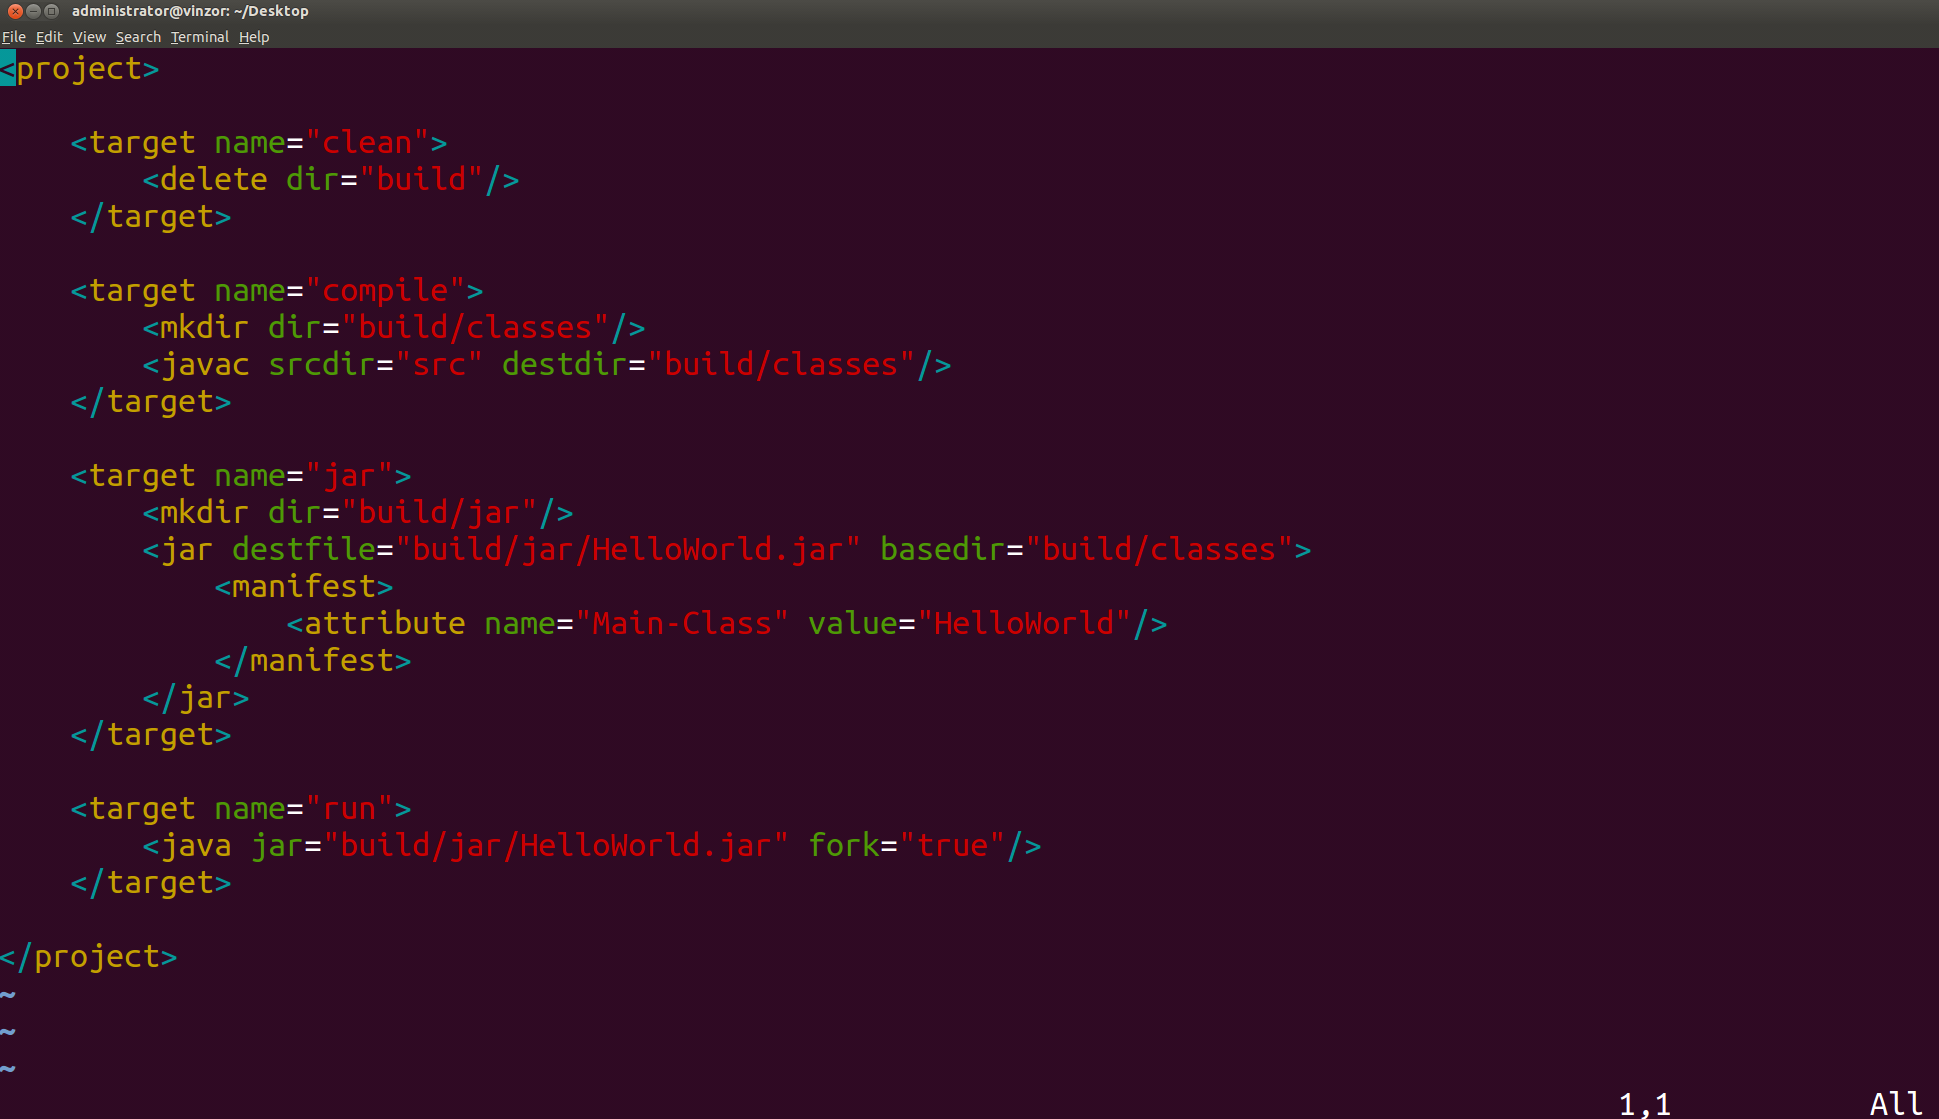 administrator@vinzor: ~/Desktop
File Edit View Search Terminal Help
<project>

    <target name="clean">
        <delete dir="build"/>
    </target>

    <target name="compile">
        <mkdir dir="build/classes"/>
        <javac srcdir="src" destdir="build/classes"/>
    </target>

    <target name="jar">
        <mkdir dir="build/jar"/>
        <jar destfile="build/jar/HelloWorld.jar" basedir="build/classes">
            <manifest>
                <attribute name="Main-Class" value="HelloWorld"/>
            </manifest>
        </jar>
    </target>

    <target name="run">
        <java jar="build/jar/HelloWorld.jar" fork="true"/>
    </target>

</project>
~
~
~
1,1 All